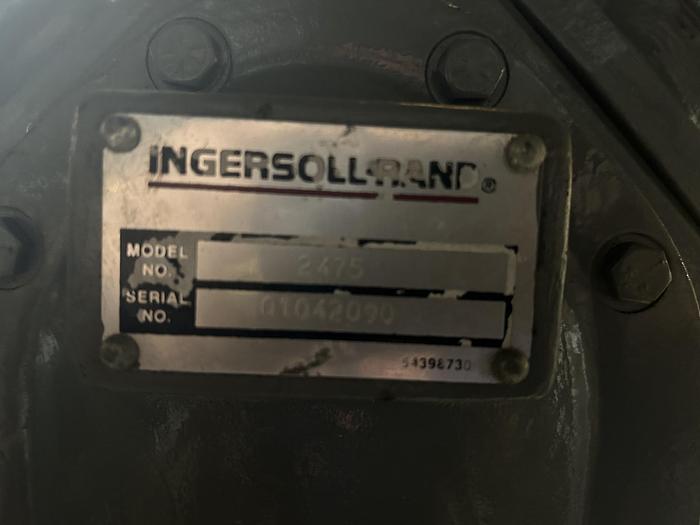 INGERSOLL-RAND®
MODEL NO. 2475
SERIAL NO. 01042090
54398730